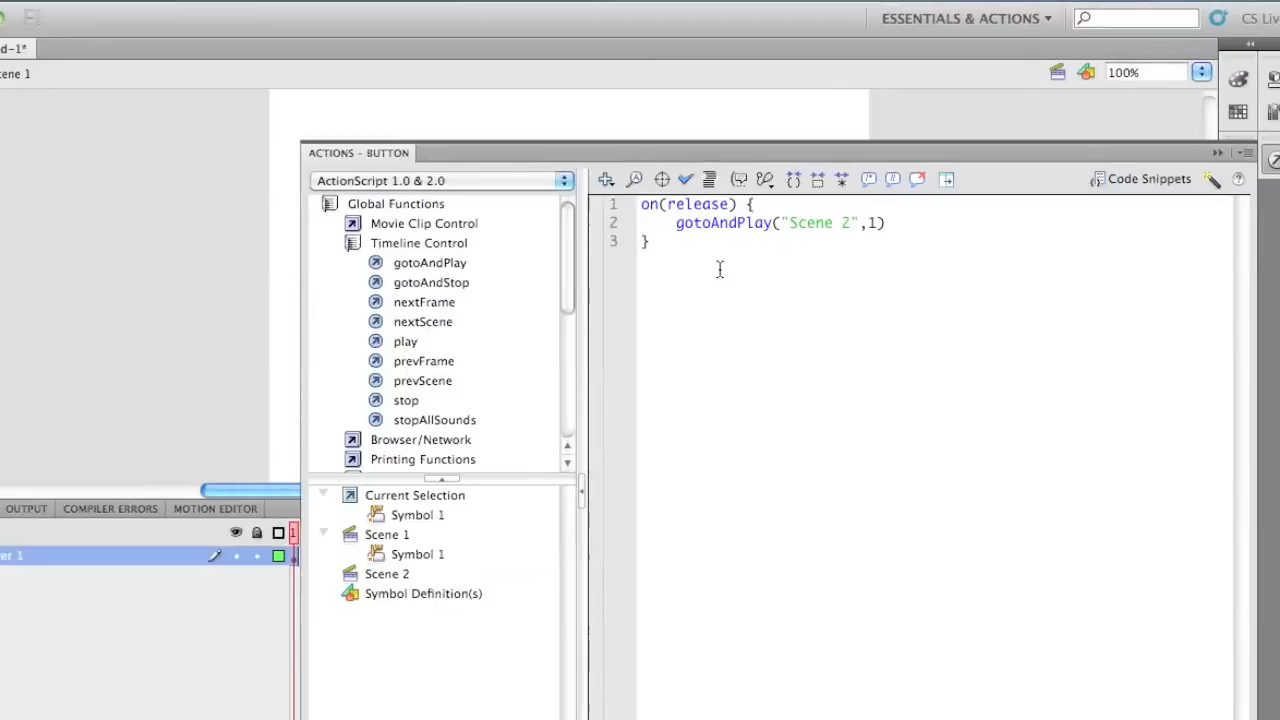 ESSENTIALS & ACTIONS
CS Liv
d-1*
cene 1
100%
ACTIONS - BUTTON
ActionScript 1.0 & 2.0
Code Snippets
Global Functions
Movie Clip Control
Timeline Control
gotoAndPlay
gotoAndStop
nextFrame
nextScene
play
prevFrame
prevScene
stop
stopAllSounds
Browser/Network
Printing Functions
1 on(release) {
2 gotoAndPlay("Scene 2",1)
3 }
Current Selection
Symbol 1
Scene 1
Symbol 1
Scene 2
Symbol Definition(s)
OUTPUT COMPILER ERRORS MOTION EDITOR
1
er 1